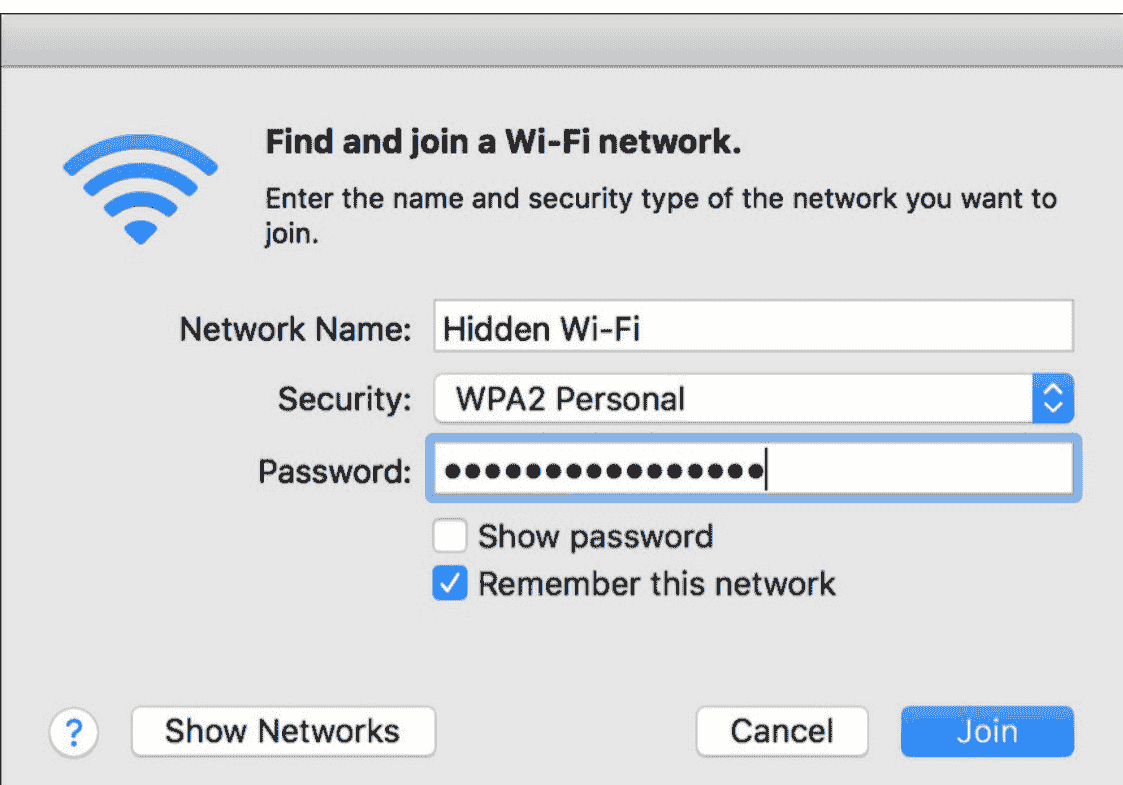 Find and join a Wi-Fi network.
Enter the name and security type of the network you want to
join.
Network Name: Hidden Wi-Fi
Security: WPA2 Personal
Password: ••••••••••••••••
Show password
Remember this network
? Show Networks Cancel Join